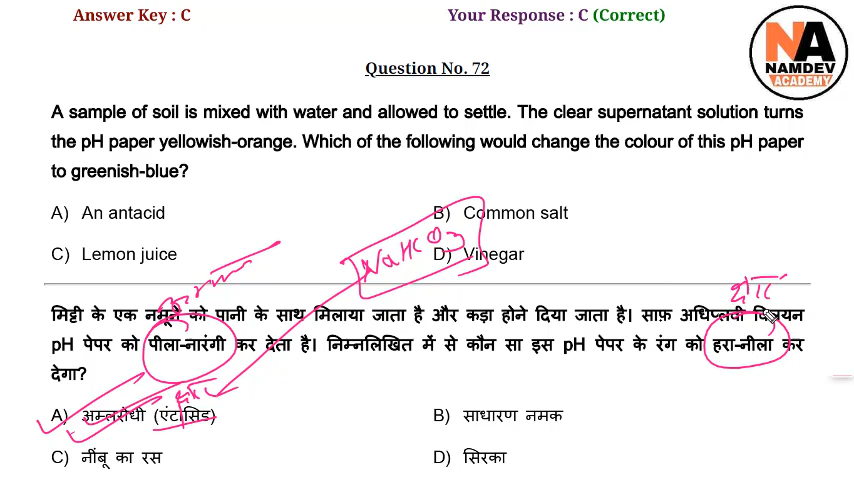 Answer Key : C
Your Response : C (Correct)
NA
NAMDEV
ACADEMY
Question No. 72
A sample of soil is mixed with water and allowed to settle. The clear supernatant solution turns
the pH paper yellowish-orange. Which of the following would change the colour of this pH paper
to greenish-blue?
A) An antacid
B) Common salt
C) Lemon juice
D) Vinegar
NaHCO3
मिट्टी के एक नमूने को पानी के साथ मिलाया जाता है और कड़ा होने दिया जाता है। साफ़ अधिप्लवी विलयन
pH पेपर को पीला-नारंगी कर देता है। निम्नलिखित में से कौन सा इस pH पेपर के रंग को हरा-नीला कर
देगा?
A) अम्लरोधी (एंटासिड)
B) साधारण नमक
C) नींबू का रस
D) सिरका